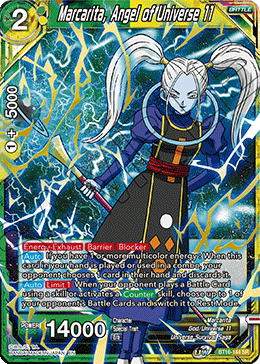 2
Marcarita, Angel of Universe 11
BATTLE
1 + 5000
Energy-Exhaust Barrier Blocker
Auto If you have 1 or more multicolor energy: When this
card in your hand is played or used in a combo, your
opponent chooses 1 card in their hand and discards it.
Auto Limit 1 When your opponent plays a Battle Card
using a skill or activates a Counter skill, choose up to 1 of
your opponent's Battle Cards and switch it to Rest Mode.
POWER 14000
Character Marcarita
Special Trait God/Universe 11
Era Universe Survival Saga